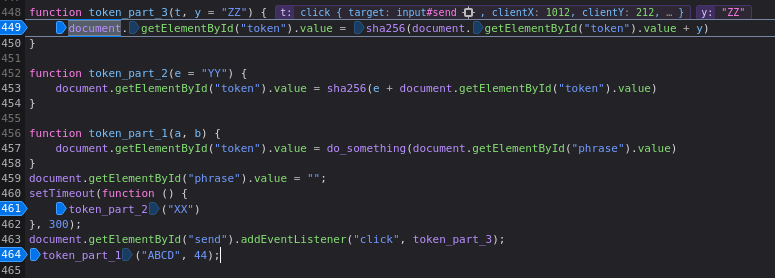 448 function token_part_3(t, y = "ZZ") { t: click { target: input#send , clientX: 1012, clientY: 212, … } y: "ZZ"
449 document.getElementById("token").value = sha256(document.getElementById("token").value + y)
450 }
451
452 function token_part_2(e = "YY") {
453 document.getElementById("token").value = sha256(e + document.getElementById("token").value)
454 }
455
456 function token_part_1(a, b) {
457 document.getElementById("token").value = do_something(document.getElementById("phrase").value)
458 }
459 document.getElementById("phrase").value = "";
460 setTimeout(function () {
461 token_part_2("XX")
462 }, 300);
463 document.getElementById("send").addEventListener("click", token_part_3);
464 token_part_1("ABCD", 44);
465